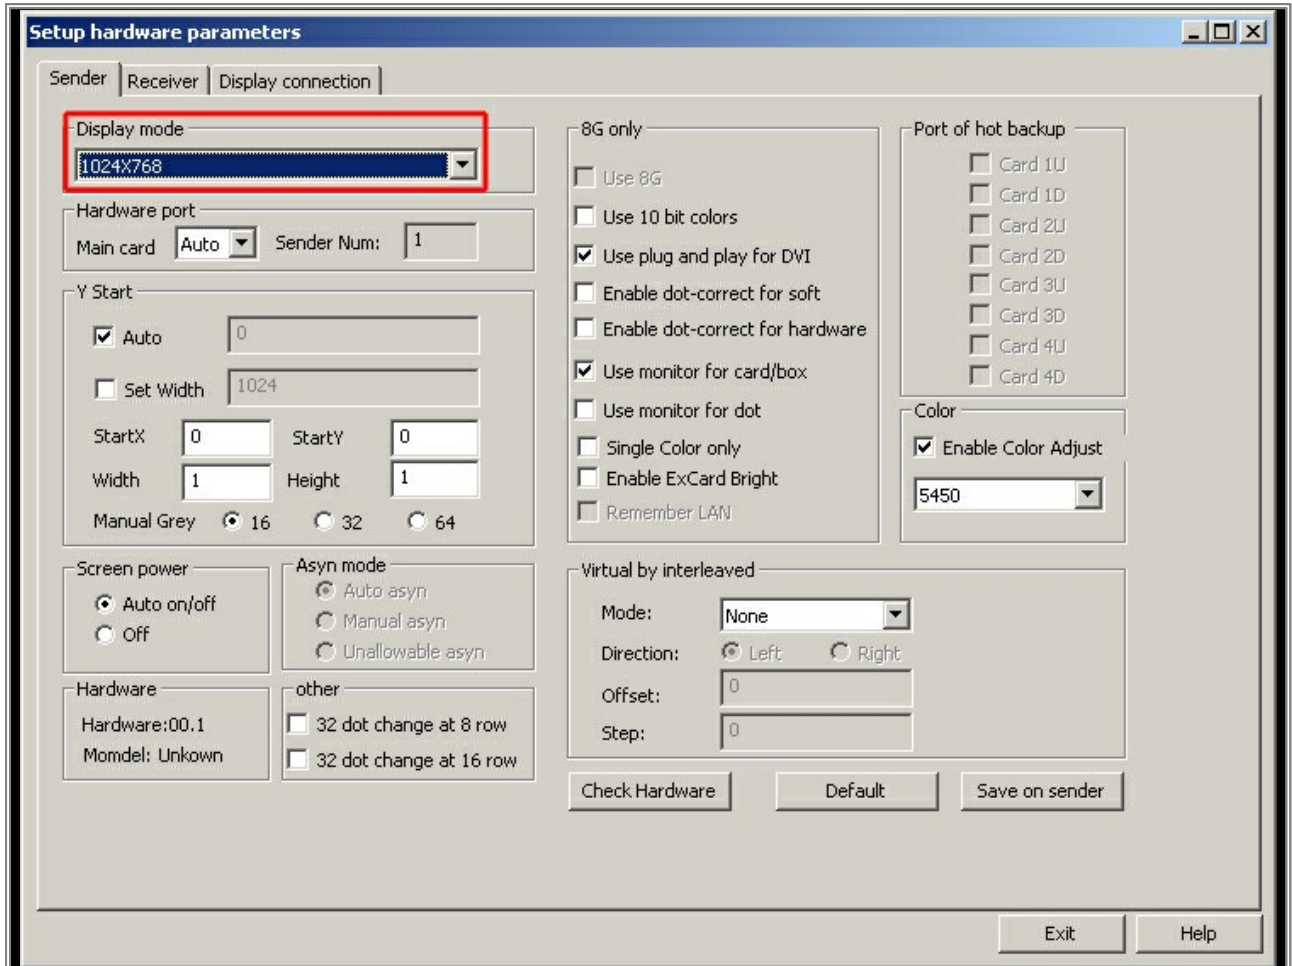 Setup hardware parameters
Sender Receiver Display connection
Display mode
1024X768
Hardware port
Main card Auto Sender Num: 1
Y Start
Auto 0
Set Width 1024
StartX 0 StartY 0
Width 1 Height 1
Manual Grey 16 32 64
Screen power
Auto on/off
Off
Asyn mode
Auto asyn
Manual asyn
Unallowable asyn
Hardware
Hardware:00.1
Momdel: Unkown
other
32 dot change at 8 row
32 dot change at 16 row
8G only
Use 8G
Use 10 bit colors
Use plug and play for DVI
Enable dot-correct for soft
Enable dot-correct for hardware
Use monitor for card/box
Use monitor for dot
Single Color only
Enable ExCard Bright
Remember LAN
Port of hot backup
Card 1U
Card 1D
Card 2U
Card 2D
Card 3U
Card 3D
Card 4U
Card 4D
Color
Enable Color Adjust
5450
Virtual by interleaved
Mode: None
Direction: Left Right
Offset: 0
Step: 0
Check Hardware Default Save on sender
Exit Help